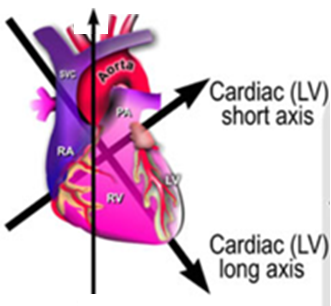 SVC
Aorta
PA
RA
RV
LV
Cardiac (LV)
short axis
Cardiac (LV)
long axis